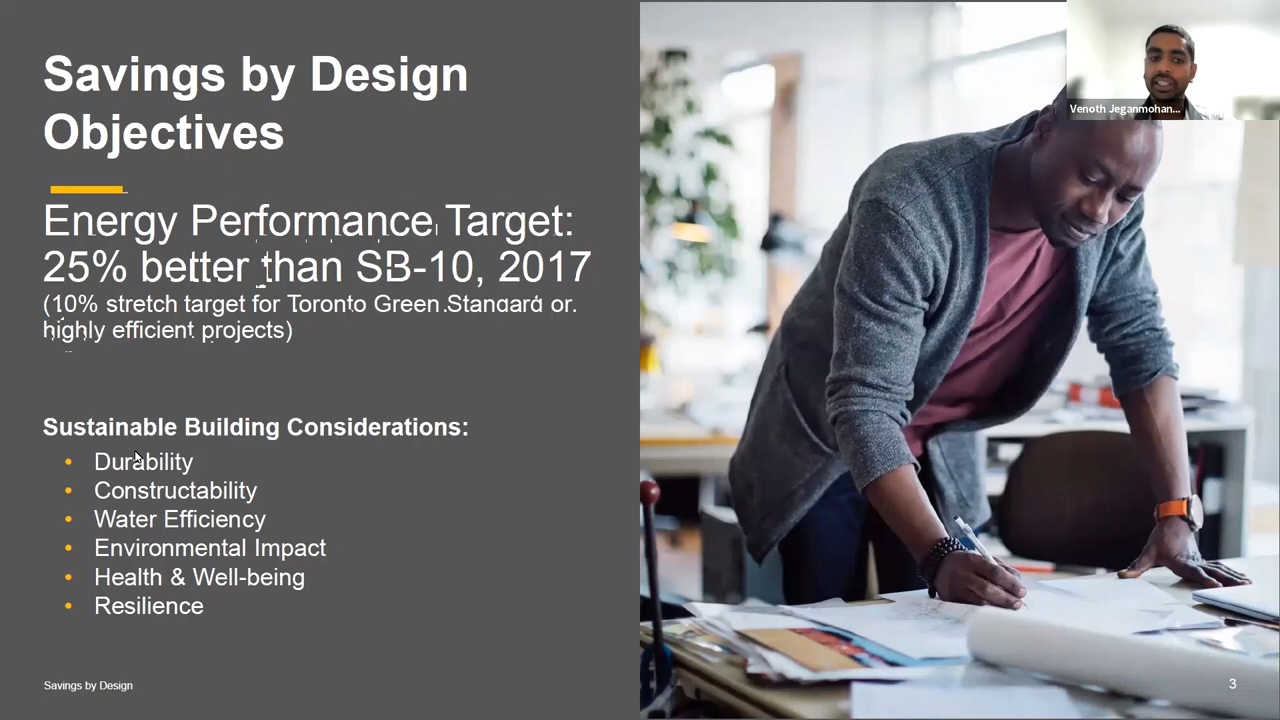 Savings by Design
Objectives
Energy Performance Target:
25% better than SB-10, 2017
(10% stretch target for Toronto Green Standard or
highly efficient projects)
Sustainable Building Considerations:
• Durability
• Constructability
• Water Efficiency
• Environmental Impact
• Health & Well-being
• Resilience
Savings by Design
3
Venoth Jeganmohan...